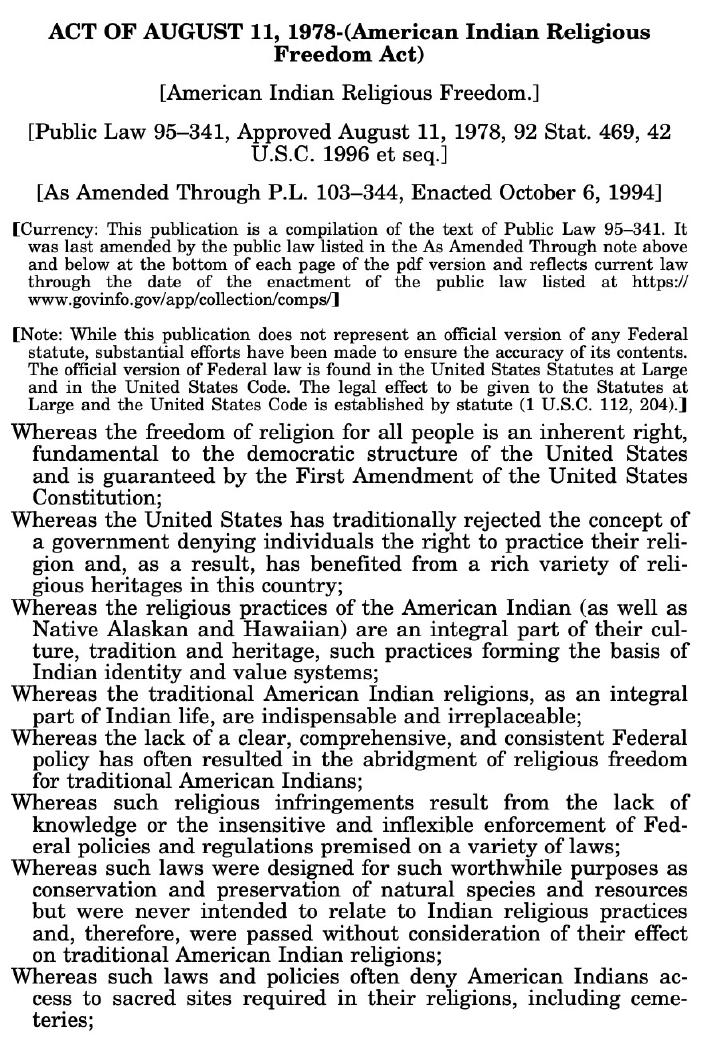 ACT OF AUGUST 11, 1978-(American Indian Religious
Freedom Act)
[American Indian Religious Freedom.]
[Public Law 95–341, Approved August 11, 1978, 92 Stat. 469, 42
U.S.C. 1996 et seq.]
[As Amended Through P.L. 103–344, Enacted October 6, 1994]
[Currency: This publication is a compilation of the text of Public Law 95–341. It
was last amended by the public law listed in the As Amended Through note above
and below at the bottom of each page of the pdf version and reflects current law
through the date of the enactment of the public law listed at https://
www.govinfo.gov/app/collection/comps/]
[Note: While this publication does not represent an official version of any Federal
statute, substantial efforts have been made to ensure the accuracy of its contents.
The official version of Federal law is found in the United States Statutes at Large
and in the United States Code. The legal effect to be given to the Statutes at
Large and the United States Code is established by statute (1 U.S.C. 112, 204).]
Whereas the freedom of religion for all people is an inherent right,
fundamental to the democratic structure of the United States
and is guaranteed by the First Amendment of the United States
Constitution;
Whereas the United States has traditionally rejected the concept of
a government denying individuals the right to practice their reli-
gion and, as a result, has benefited from a rich variety of reli-
gious heritages in this country;
Whereas the religious practices of the American Indian (as well as
Native Alaskan and Hawaiian) are an integral part of their cul-
ture, tradition and heritage, such practices forming the basis of
Indian identity and value systems;
Whereas the traditional American Indian religions, as an integral
part of Indian life, are indispensable and irreplaceable;
Whereas the lack of a clear, comprehensive, and consistent Federal
policy has often resulted in the abridgment of religious freedom
for traditional American Indians;
Whereas such religious infringements result from the lack of
knowledge or the insensitive and inflexible enforcement of Fed-
eral policies and regulations premised on a variety of laws;
Whereas such laws were designed for such worthwhile purposes as
conservation and preservation of natural species and resources
but were never intended to relate to Indian religious practices
and, therefore, were passed without consideration of their effect
on traditional American Indian religions;
Whereas such laws and policies often deny American Indians ac-
cess to sacred sites required in their religions, including ceme-
teries;